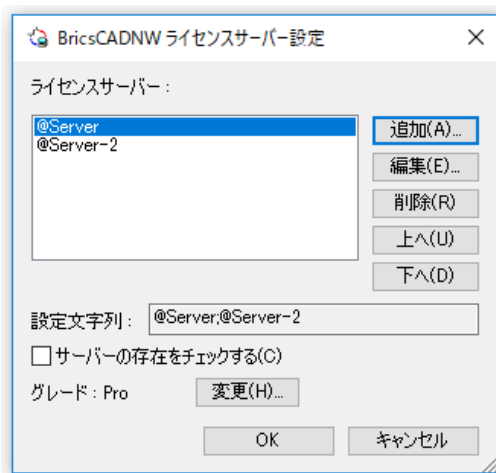 BricsCADNW ライセンスサーバー設定
ライセンスサーバー :
@Server
@Server-2
追加(A)...
編集(E)...
削除(R)
上へ(U)
下へ(D)
設定文字列 : @Server;@Server-2
サーバーの存在をチェックする(C)
グレード : Pro 変更(H)...
OK キャンセル